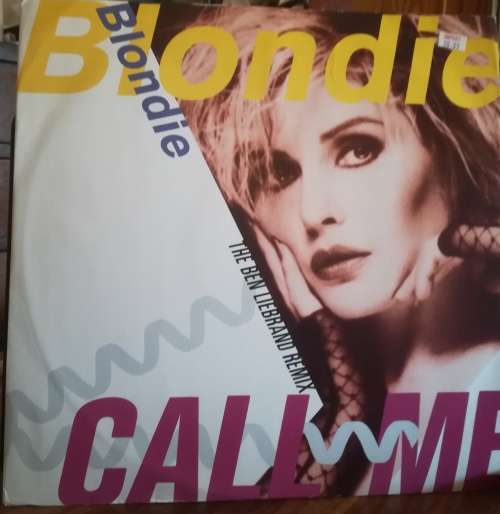 Blondie
Blondie
THE BEN LIEBRAND REMIX
CALL ME